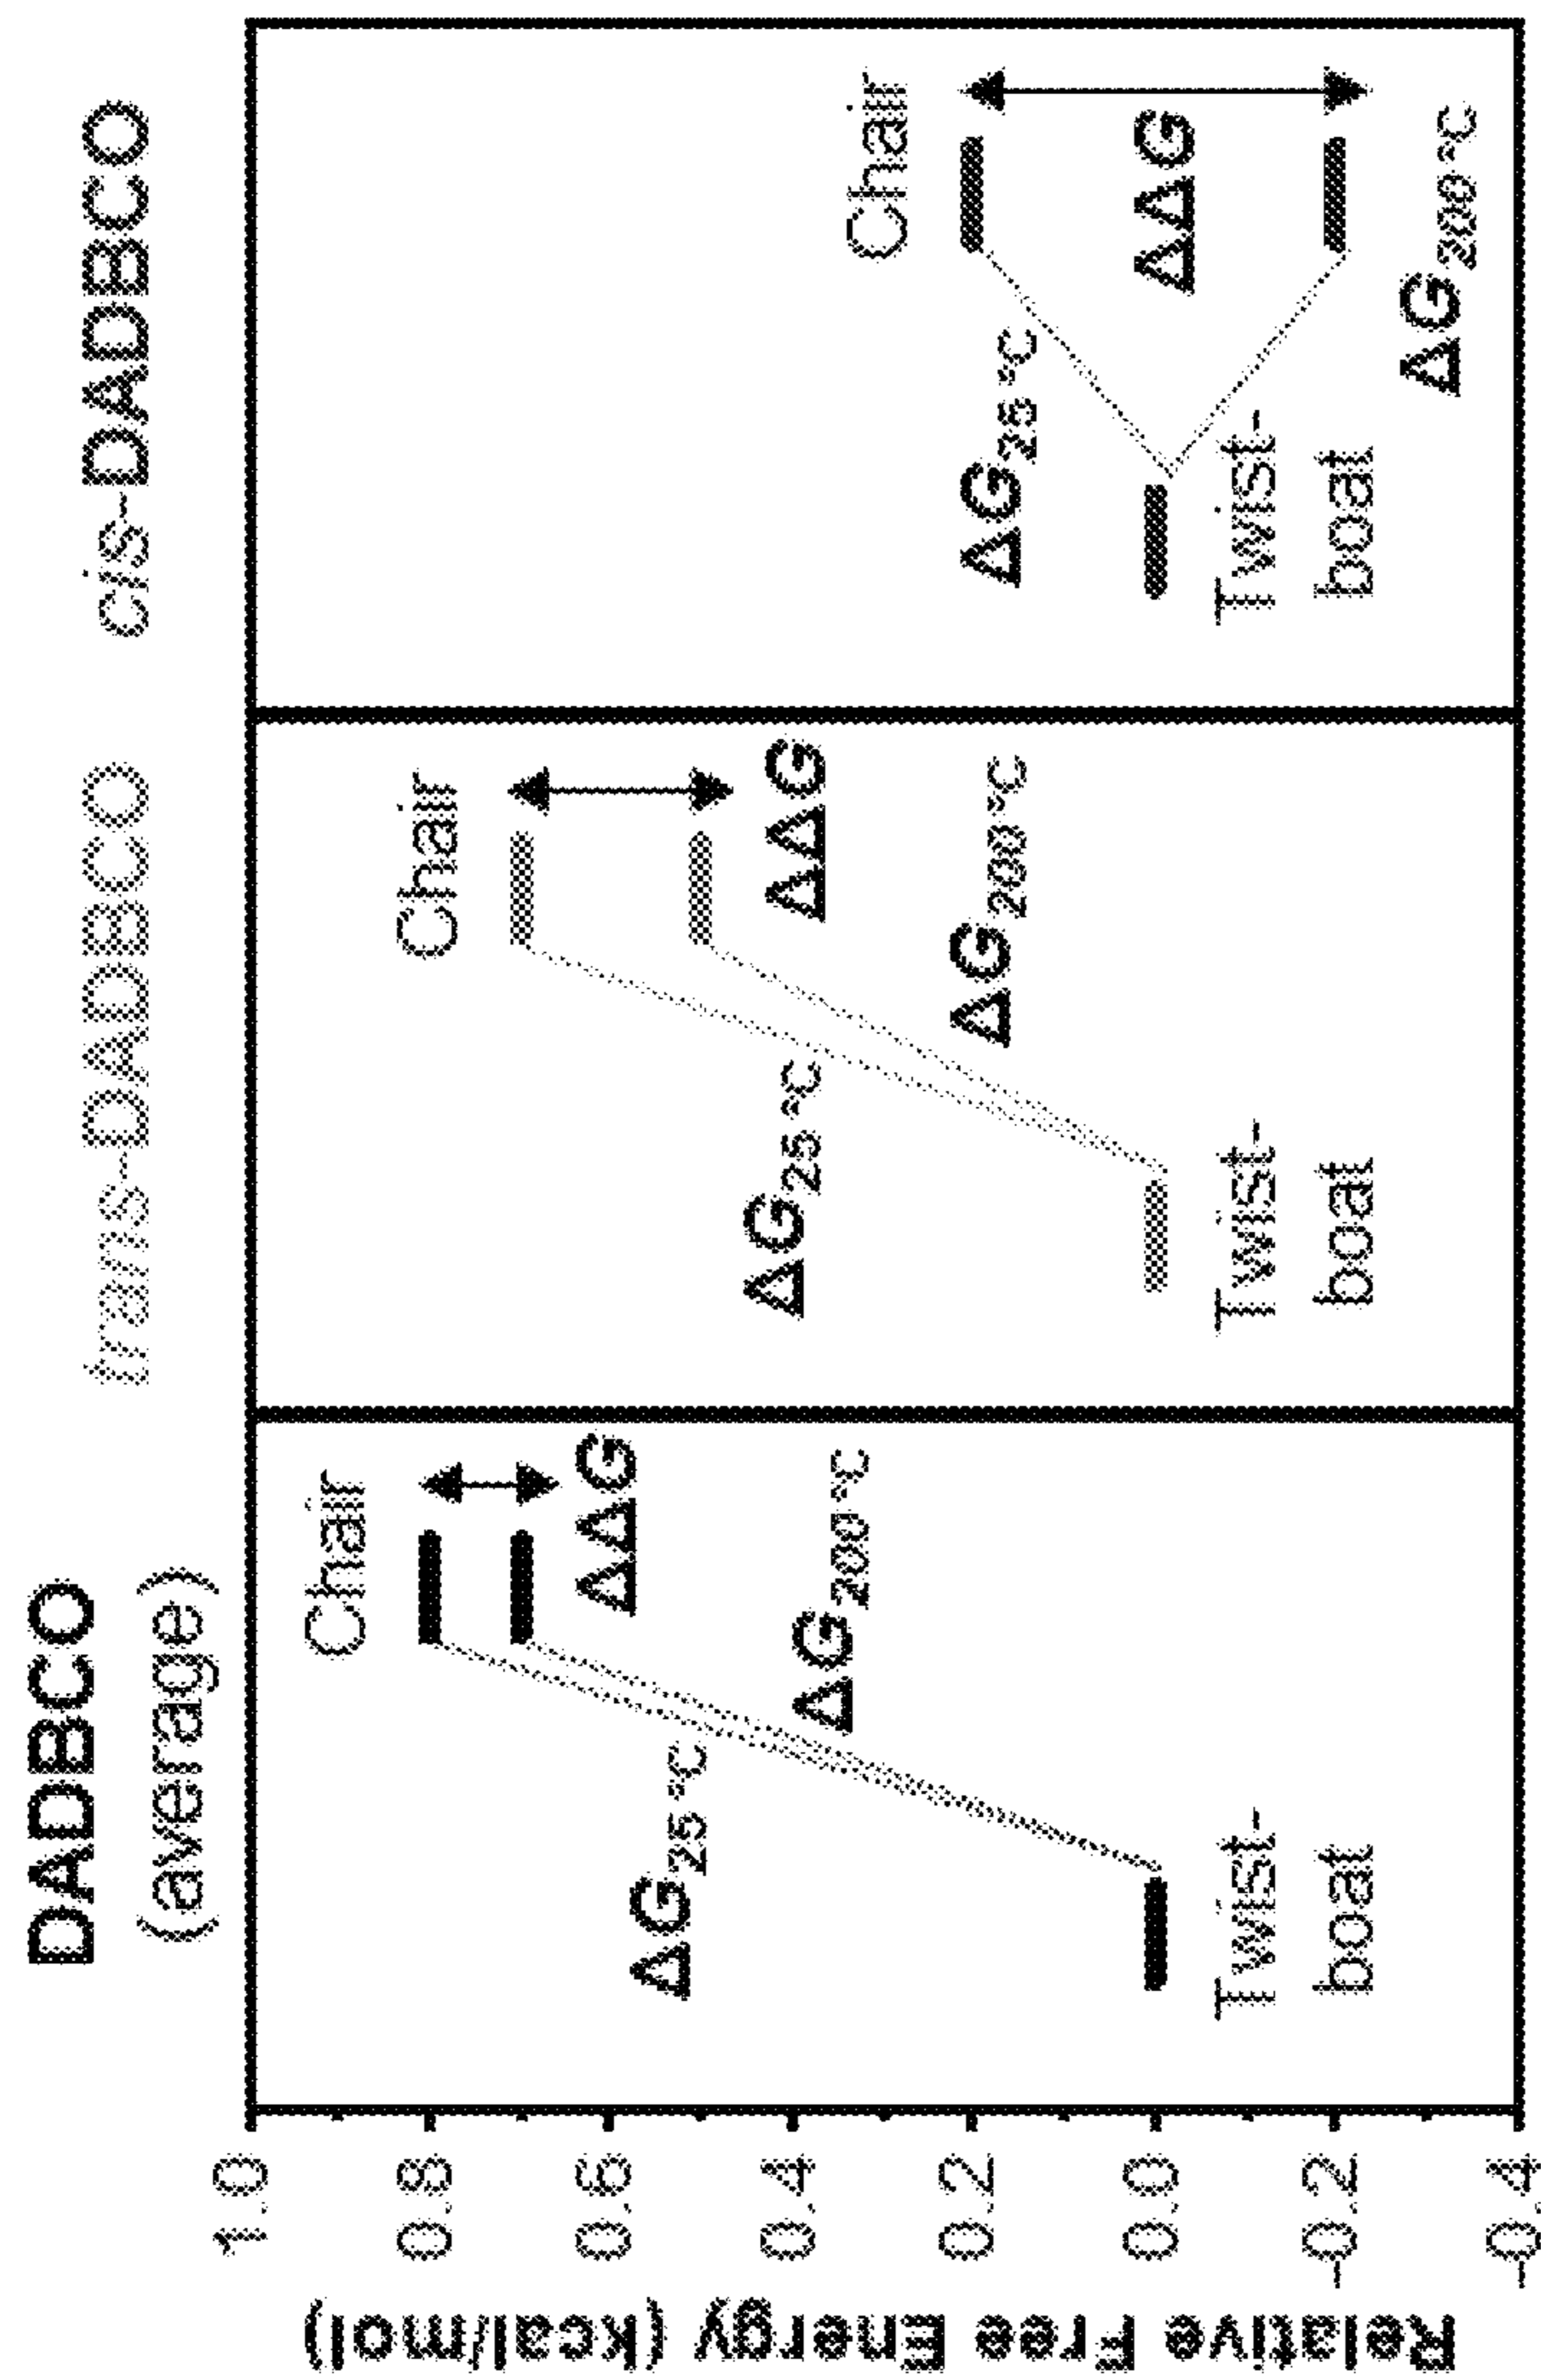 DADBCO
(average)
trans-DADBCO
cis-DADBCO
Relative Free Energy (kcal/mol)
1.0
0.8
0.6
0.4
0.2
0.0
-0.2
-0.4
Chair
ΔΔG
ΔG25 °C
ΔG200 °C
Twist-
boat
Chair
ΔΔG
ΔG25 °C
ΔG200 °C
Twist-
boat
Chair
ΔG25 °C
ΔΔG
Twist-
boat
ΔG200 °C